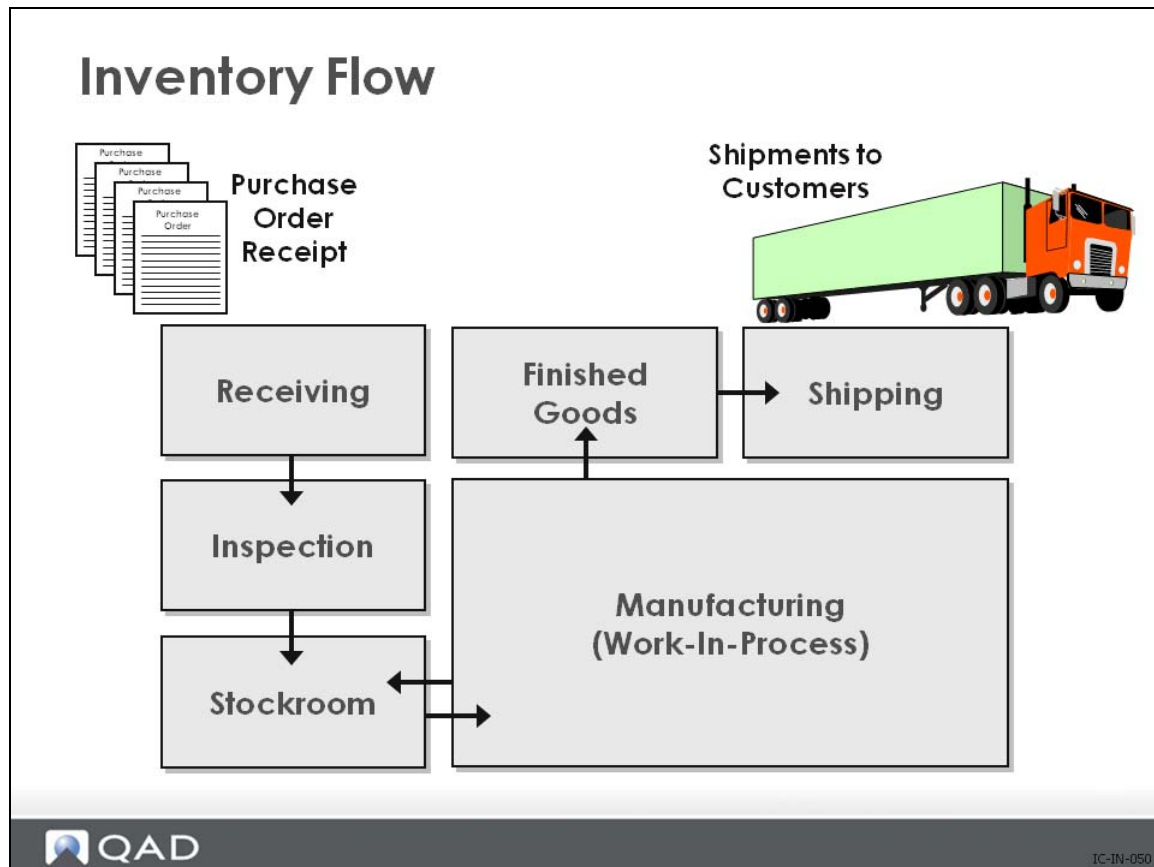 Inventory Flow
Purchase
Purchase
Purchase
Purchase
Order
Purchase
Order
Receipt
Shipments to
Customers
Receiving
Finished
Goods
Shipping
Inspection
Manufacturing
(Work-In-Process)
Stockroom
QAD
IC-IN-050